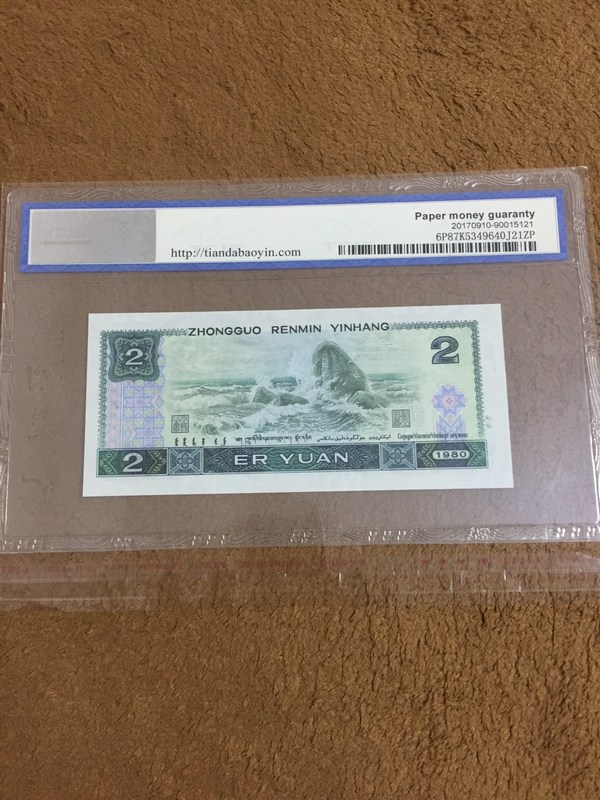 Paper money guaranty
20170910-90015121
http://tiandabaoyin.com
6P87K5349640J21ZP
ZHONGGUO RENMIN YINHANG
2
2
2
ER YUAN
1980